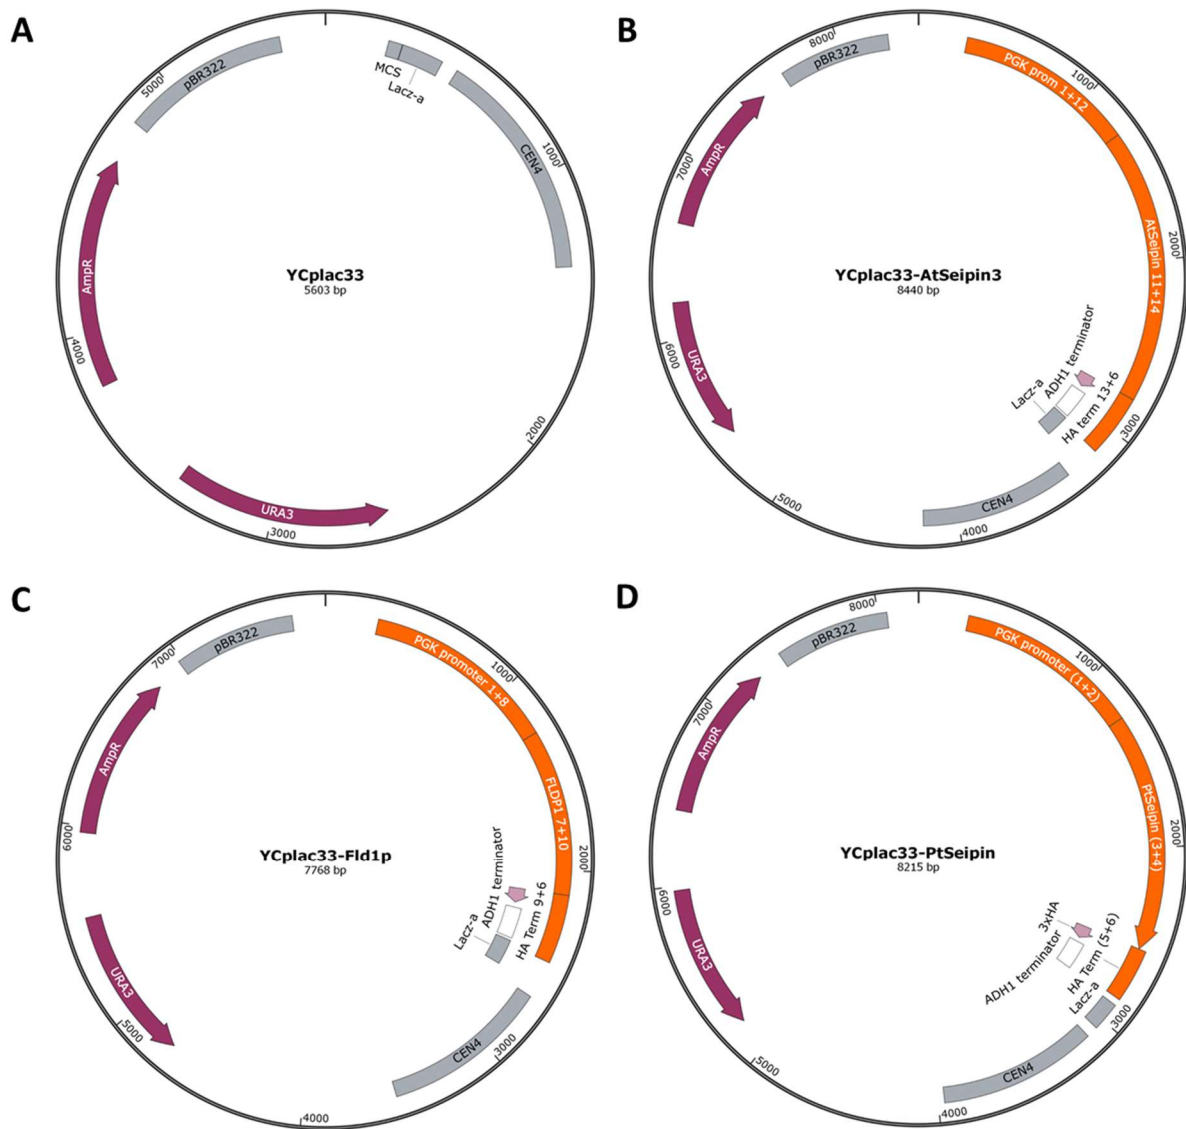 A
5000
pBR322
MCS
Lacz-a
CEN4
1000
AmpR
YCplac33
5603 bp
4000
2000
URA3
3000
B
8000
pBR322
PGK prom 1+12
1000
7000
AmpR
AtSeipin 11+14
2000
YCplac33-AtSeipin3
8440 bp
6000
URA3
Lacz-a
ADH1 terminator
HA term 13+6
3000
CEN4
5000
4000
C
7000
pBR322
PGK promoter 1+8
1000
AmpR
6000
FLDP1 7+10
2000
YCplac33-Fld1p
7768 bp
Lacz-a
ADH1 terminator
HA Term 9+6
URA3
5000
CEN4
3000
4000
D
8000
pBR322
PGK promoter (1+2)
1000
7000
AmpR
PtSeipin (3+4)
2000
YCplac33-PtSeipin
8215 bp
6000
URA3
3xHA
ADH1 terminator
HA Term (5+6)
Lacz-a
3000
CEN4
5000
4000